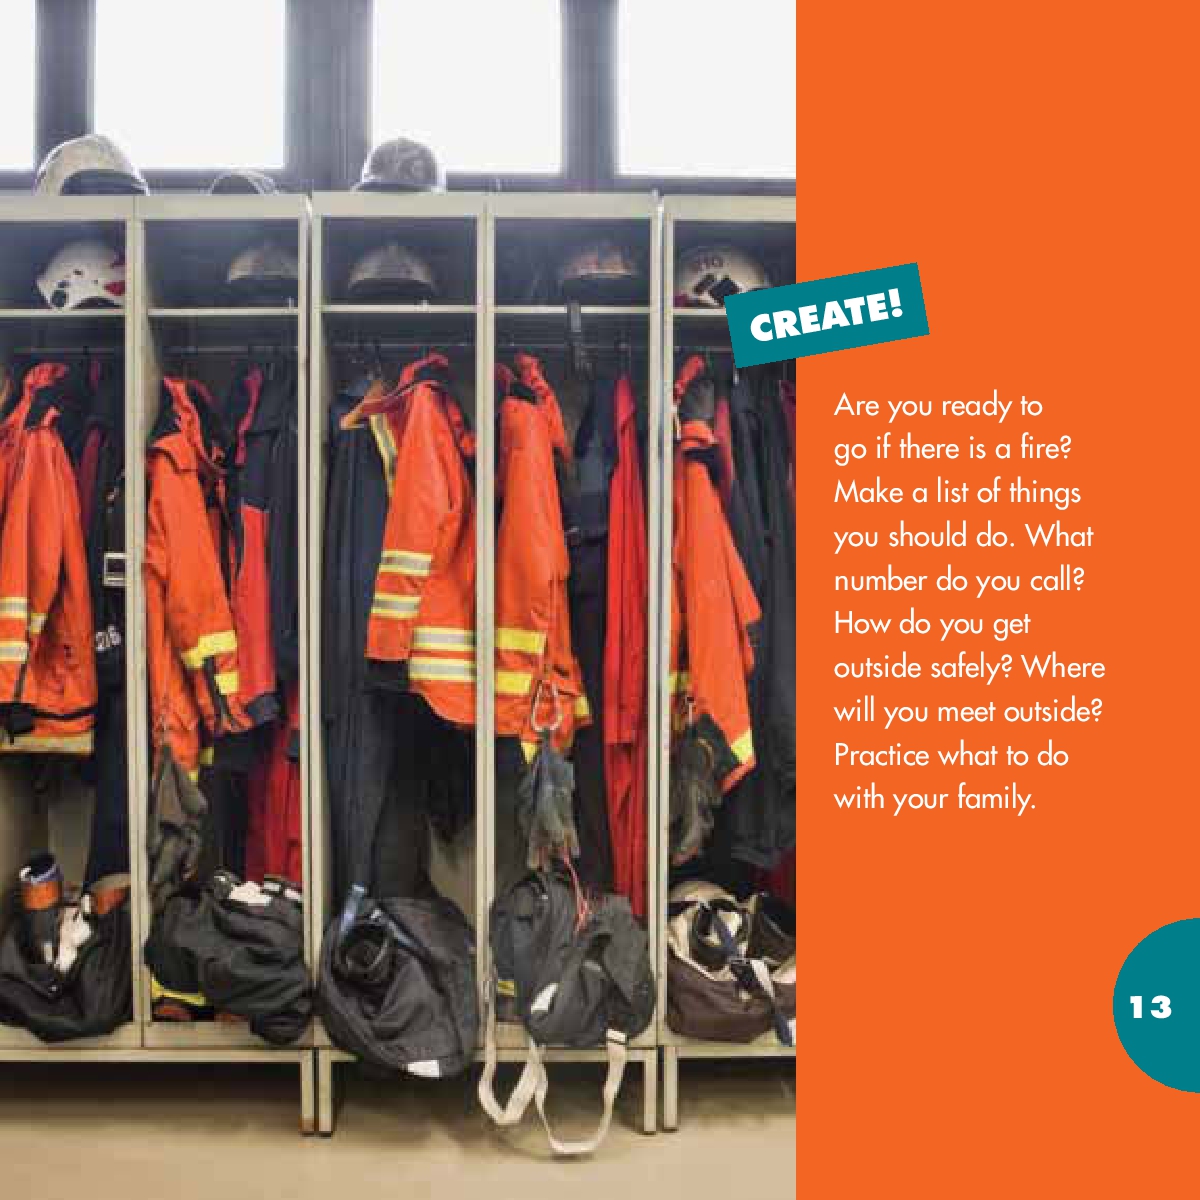 CREATE!
Are you ready to
go if there is a fire?
Make a list of things
you should do. What
number do you call?
How do you get
outside safely? Where
will you meet outside?
Practice what to do
with your family.
13